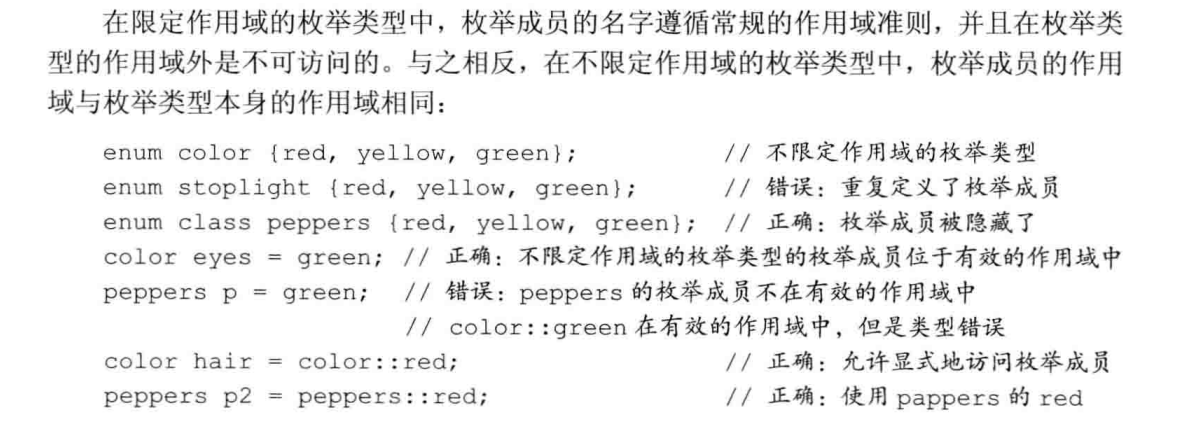 在限定作用域的枚举类型中，枚举成员的名字遵循常规的作用域准则，并且在枚举类
型的作用域外是不可访问的。与之相反，在不限定作用域的枚举类型中，枚举成员的作用
域与枚举类型本身的作用域相同：
enum color {red, yellow, green}; // 不限定作用域的枚举类型
enum stoplight {red, yellow, green}; // 错误：重复定义了枚举成员
enum class peppers {red, yellow, green}; // 正确：枚举成员被隐藏了
color eyes = green; // 正确：不限定作用域的枚举类型的枚举成员位于有效的作用域中
peppers p = green; // 错误：peppers 的枚举成员不在有效的作用域中
// color::green 在有效的作用域中，但是类型错误
color hair = color::red; // 正确：允许显式地访问枚举成员
peppers p2 = peppers::red; // 正确：使用 pappers 的 red